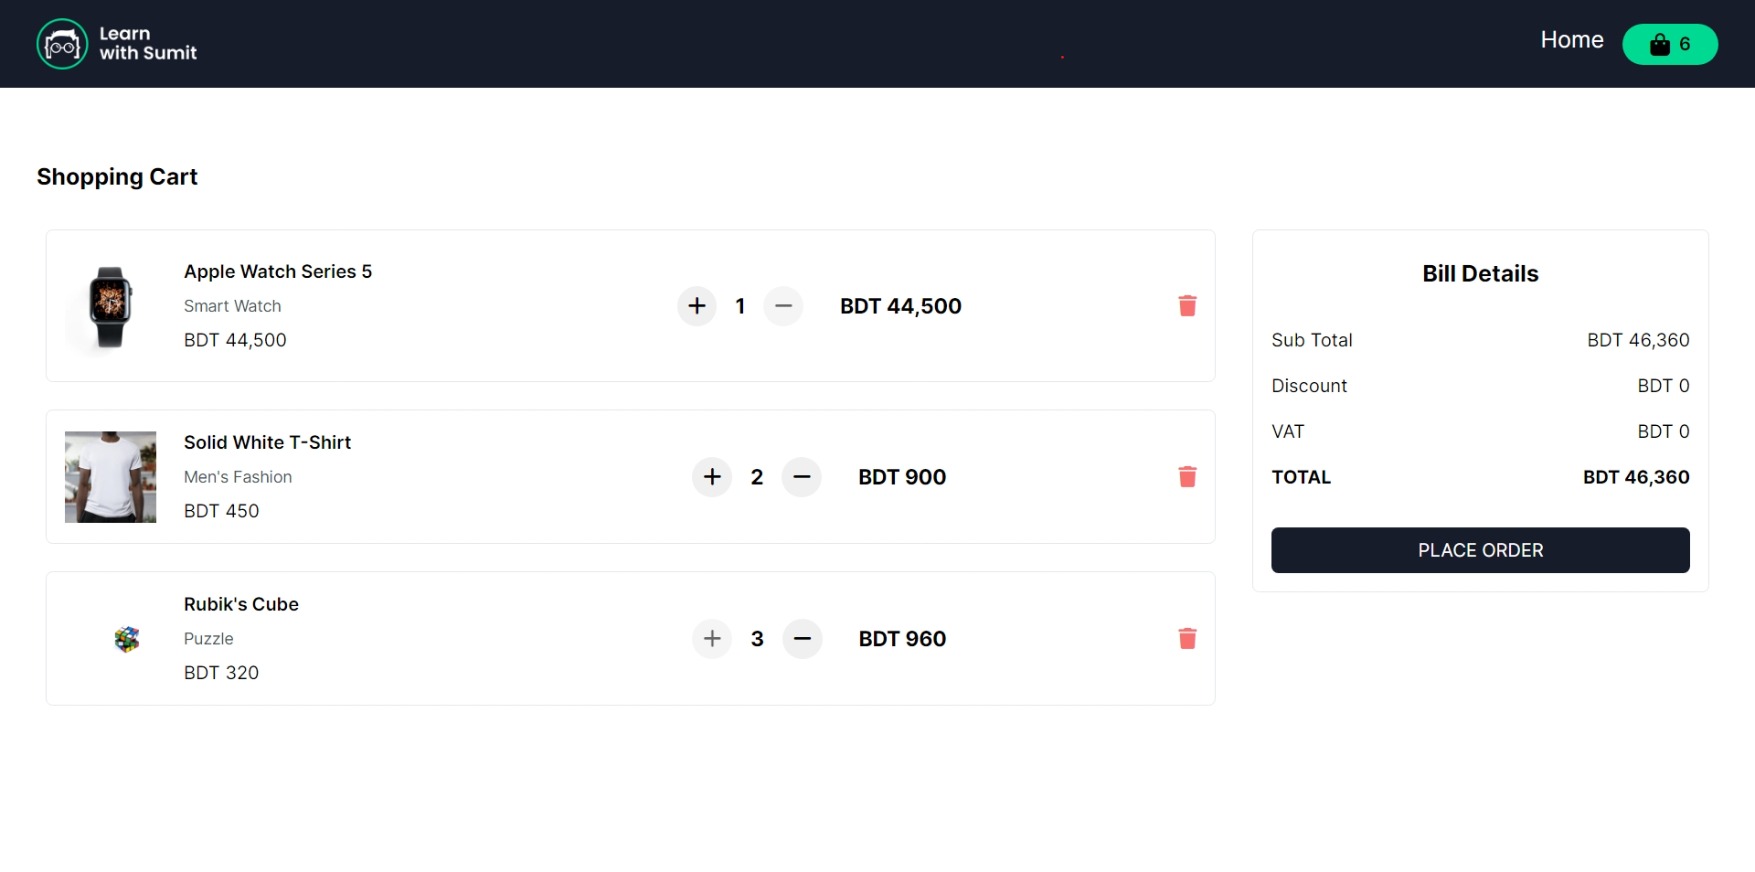 Learn
with Sumit
Home
6
Shopping Cart
Apple Watch Series 5
Smart Watch
BDT 44,500
1
BDT 44,500
Solid White T-Shirt
Men's Fashion
BDT 450
2
BDT 900
Rubik's Cube
Puzzle
BDT 320
3
BDT 960
Bill Details
Sub Total BDT 46,360
Discount BDT 0
VAT BDT 0
TOTAL BDT 46,360
PLACE ORDER